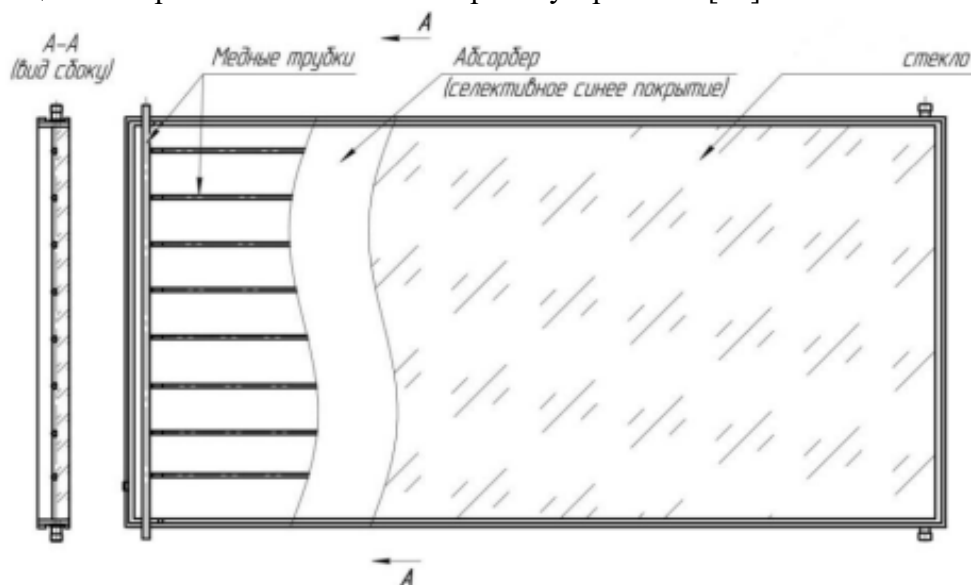 А
А-А
(вид сбоку)
Медные трубки
Абсорбер
(селективное синее покрытие)
стекло
А